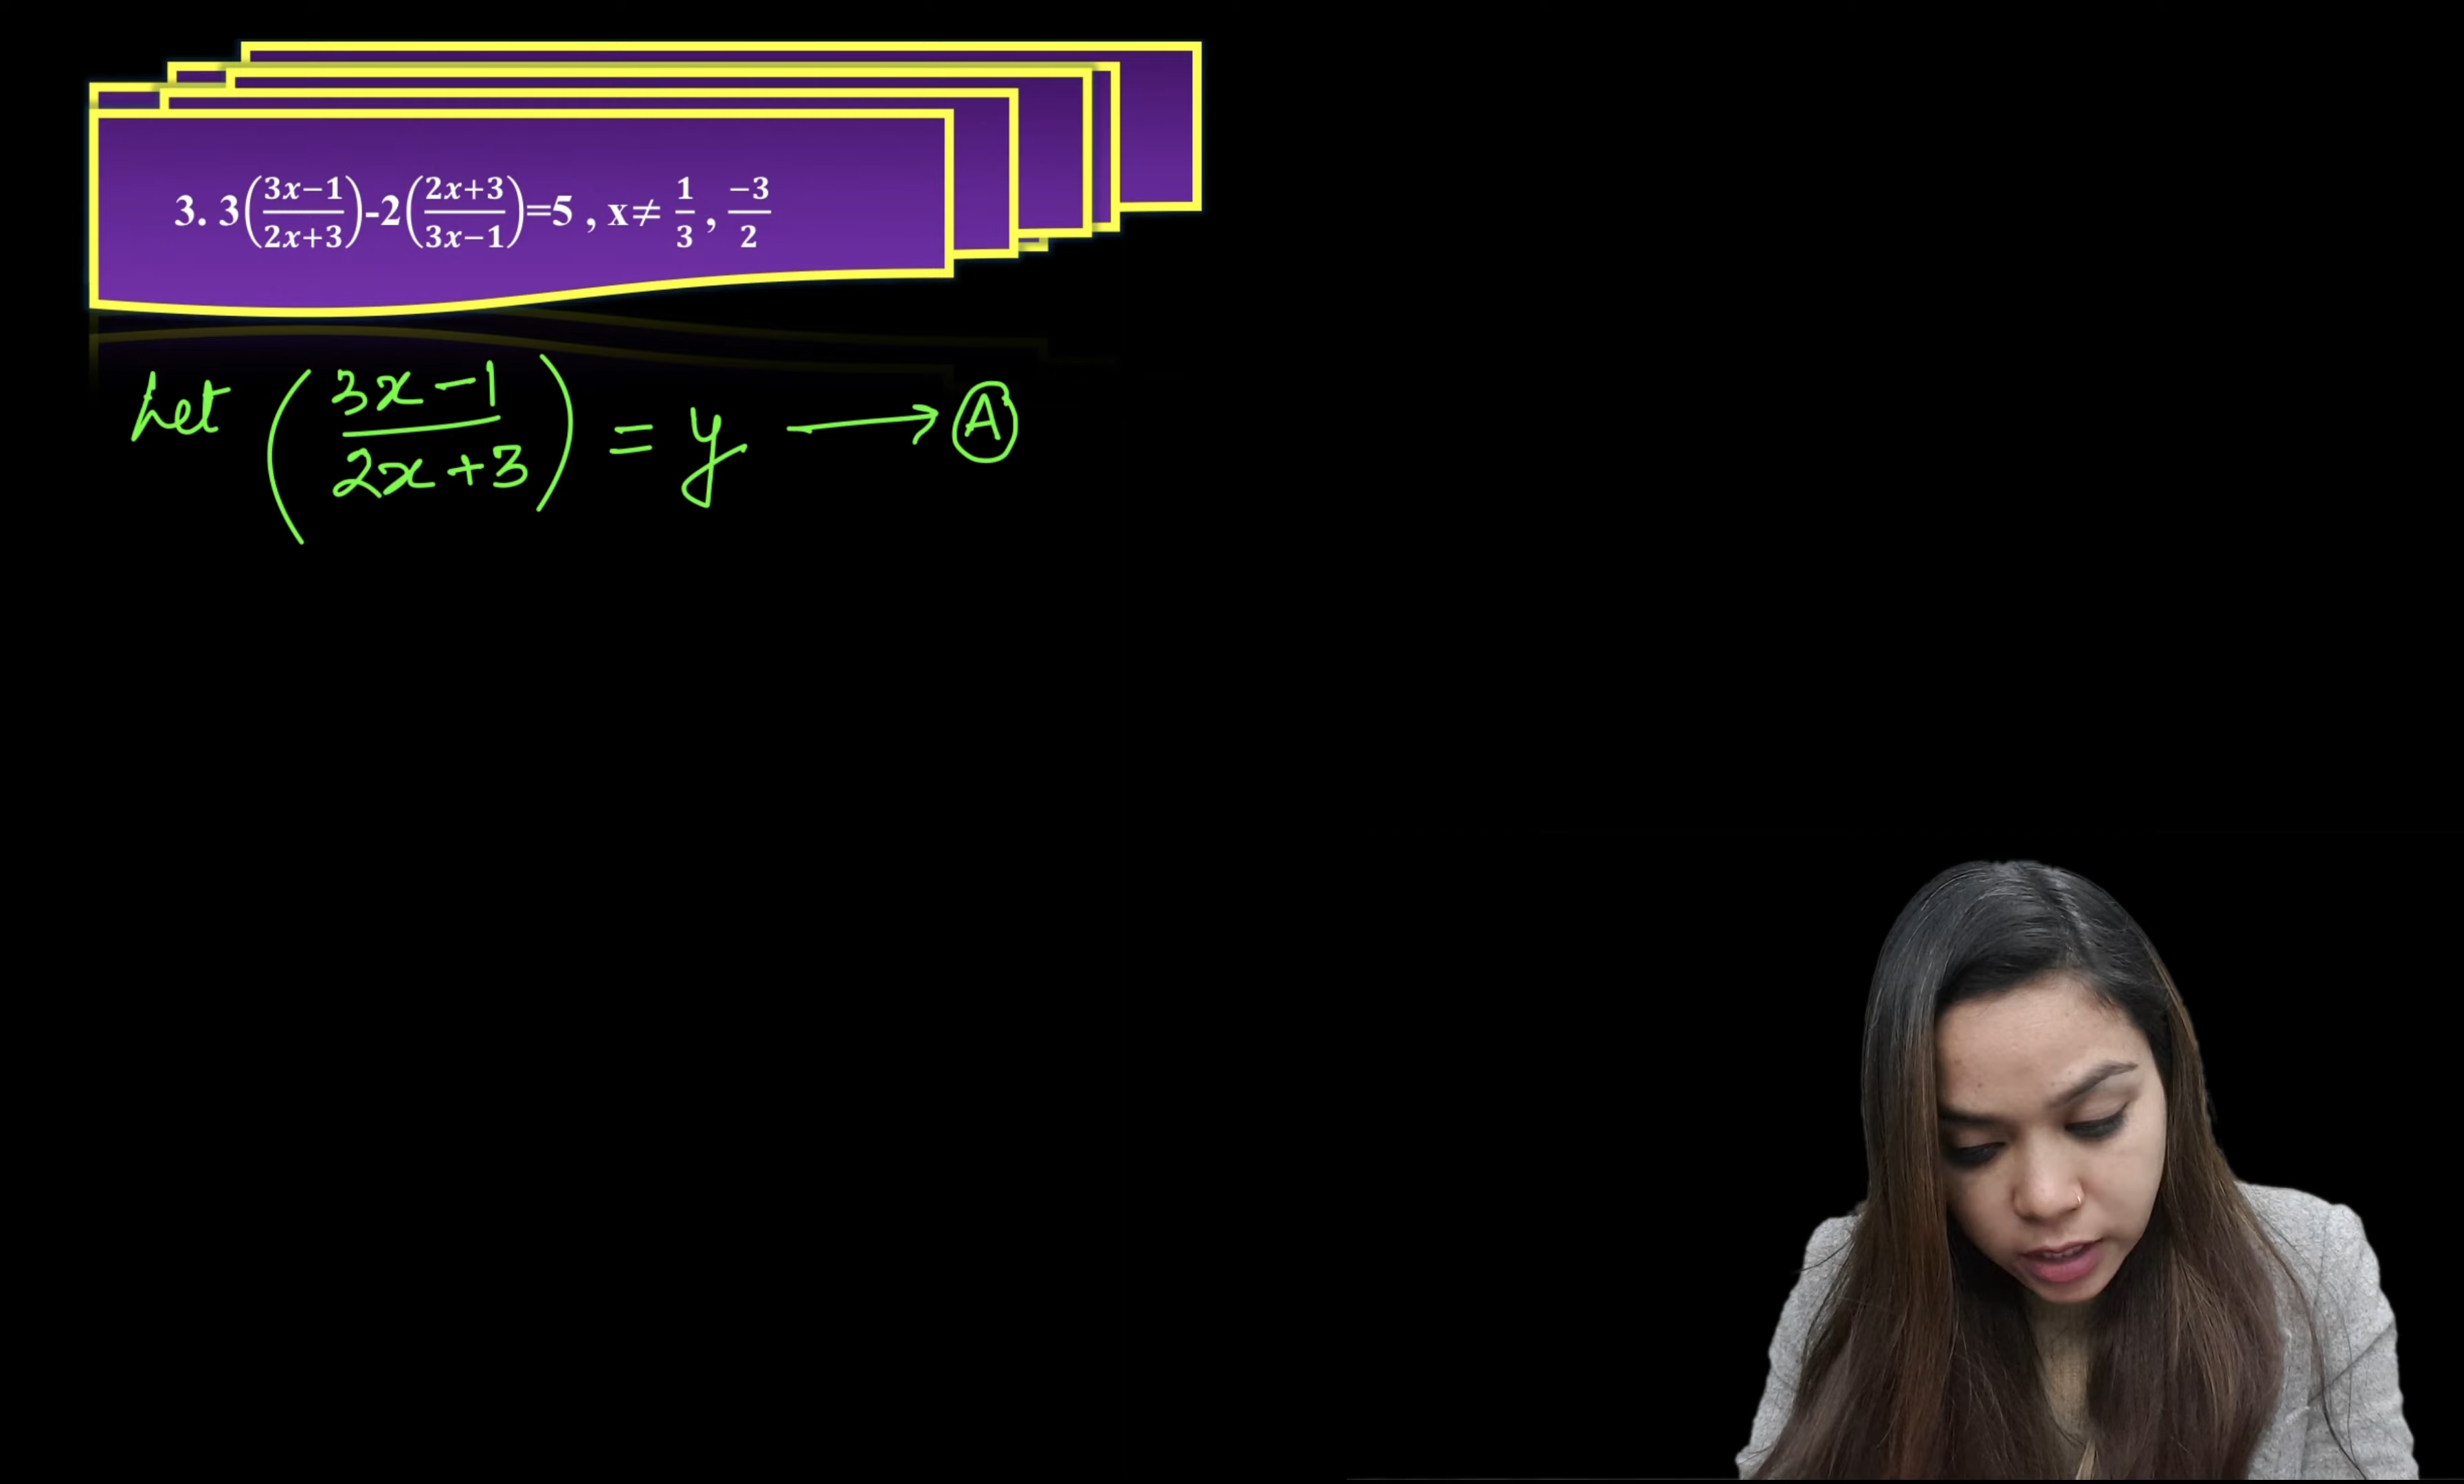 3. 3((3x−1)/(2x+3))-2((2x+3)/(3x−1))=5 , x≠ 1/3 , −3/2
Let ((3x−1)/(2x+3)) = y ⟶ Ⓐ